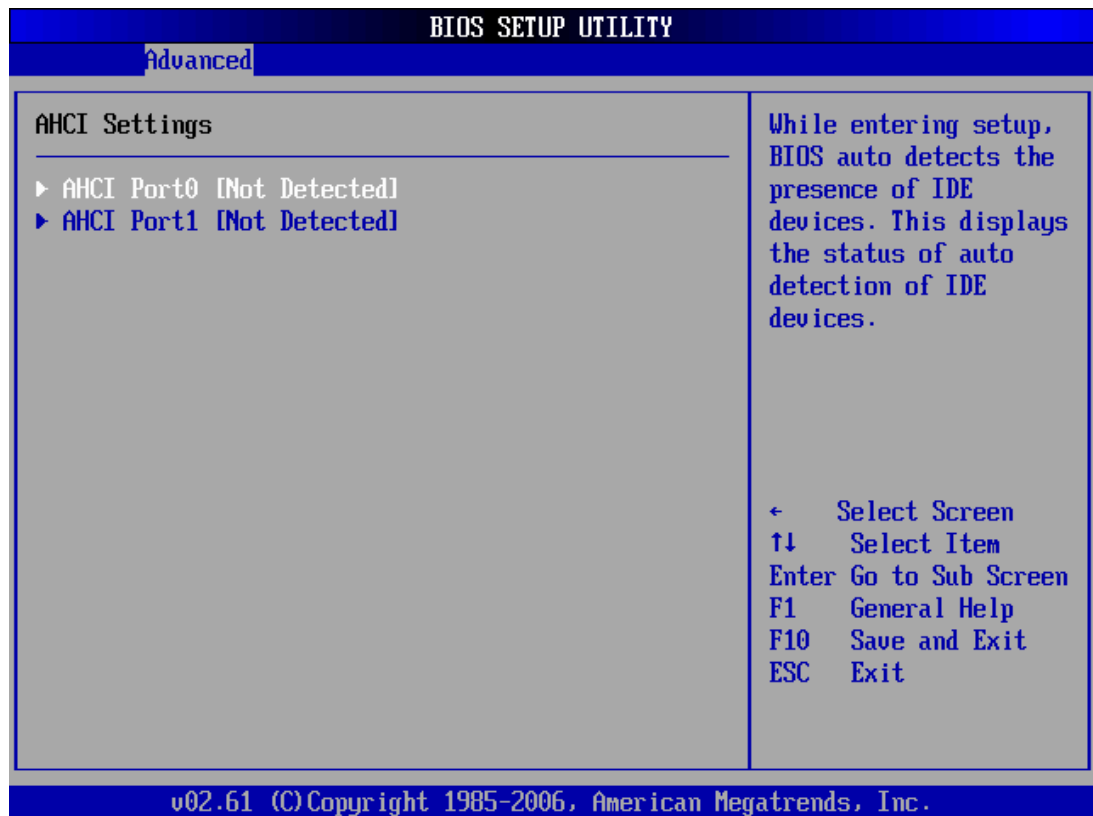 BIOS SETUP UTILITY
Advanced
AHCI Settings
▶ AHCI Port0 [Not Detected]
▶ AHCI Port1 [Not Detected]
While entering setup,
BIOS auto detects the
presence of IDE
devices. This displays
the status of auto
detection of IDE
devices.
← Select Screen
↑↓ Select Item
Enter Go to Sub Screen
F1 General Help
F10 Save and Exit
ESC Exit
v02.61 (C)Copyright 1985-2006, American Megatrends, Inc.